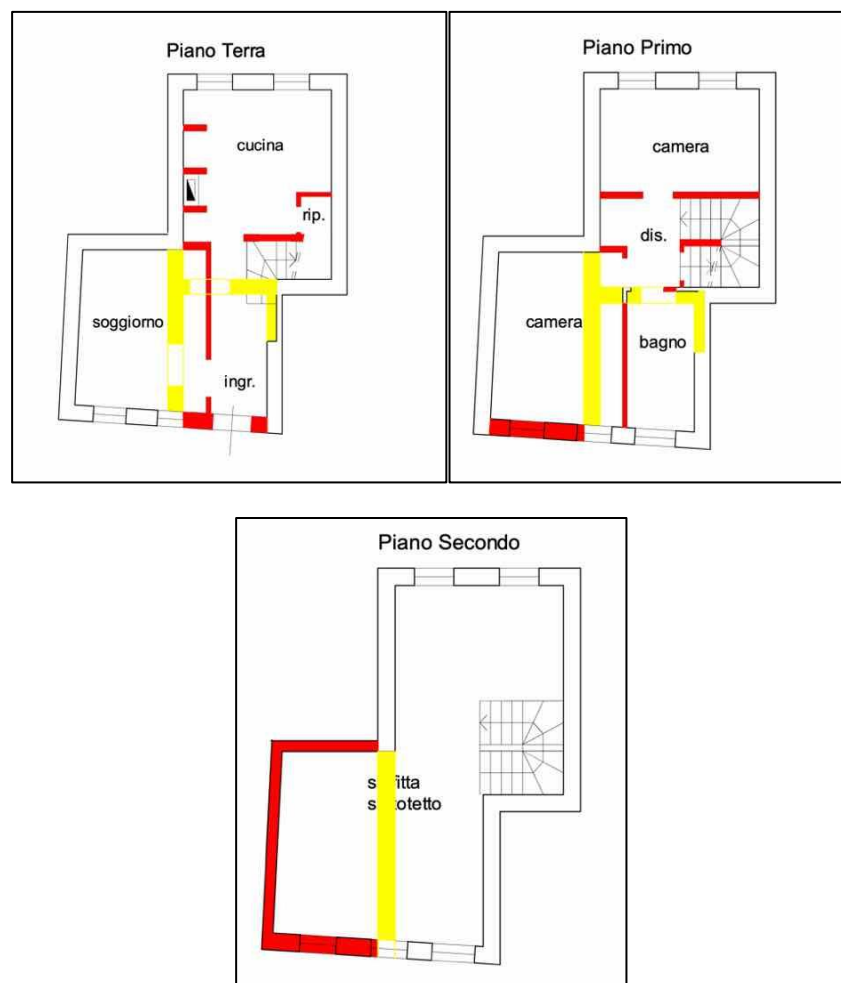 Piano Terra
cucina
rip.
soggiorno
ingr.
Piano Primo
camera
dis.
camera
bagno
Piano Secondo